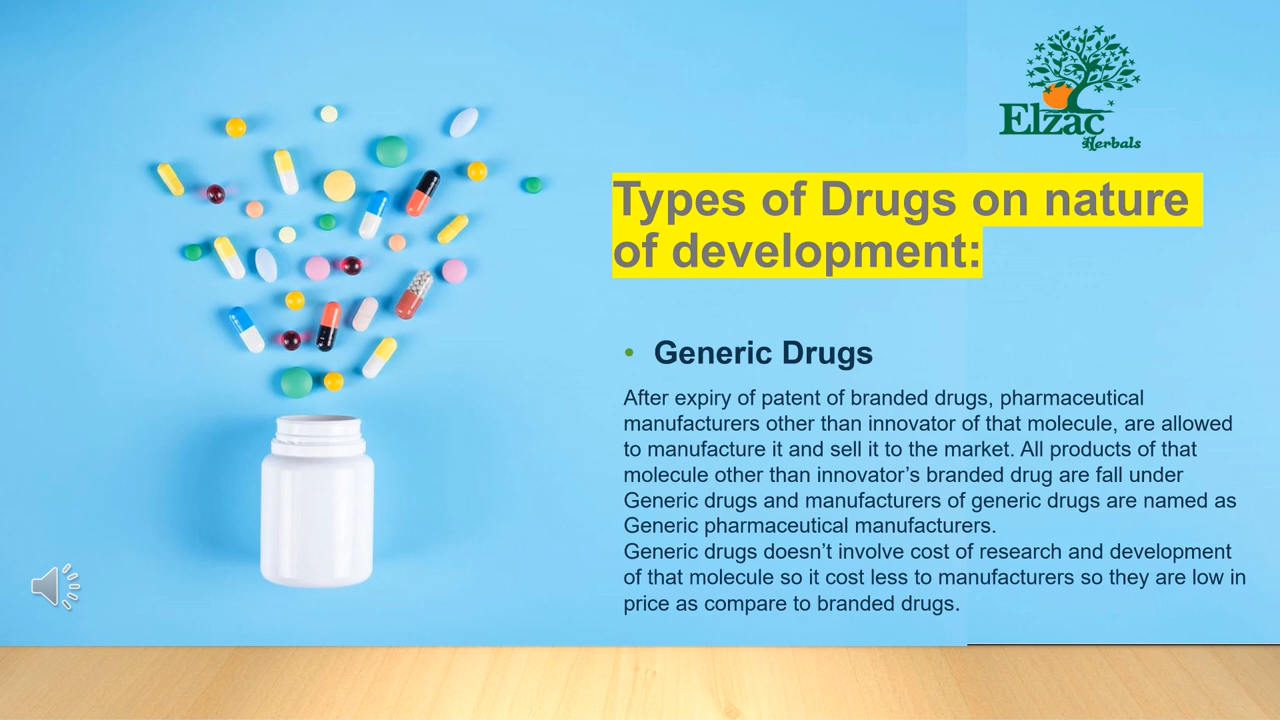 Elzac
Herbals
Types of Drugs on nature
of development:
• Generic Drugs
After expiry of patent of branded drugs, pharmaceutical
manufacturers other than innovator of that molecule, are allowed
to manufacture it and sell it to the market. All products of that
molecule other than innovator’s branded drug are fall under
Generic drugs and manufacturers of generic drugs are named as
Generic pharmaceutical manufacturers.
Generic drugs doesn’t involve cost of research and development
of that molecule so it cost less to manufacturers so they are low in
price as compare to branded drugs.